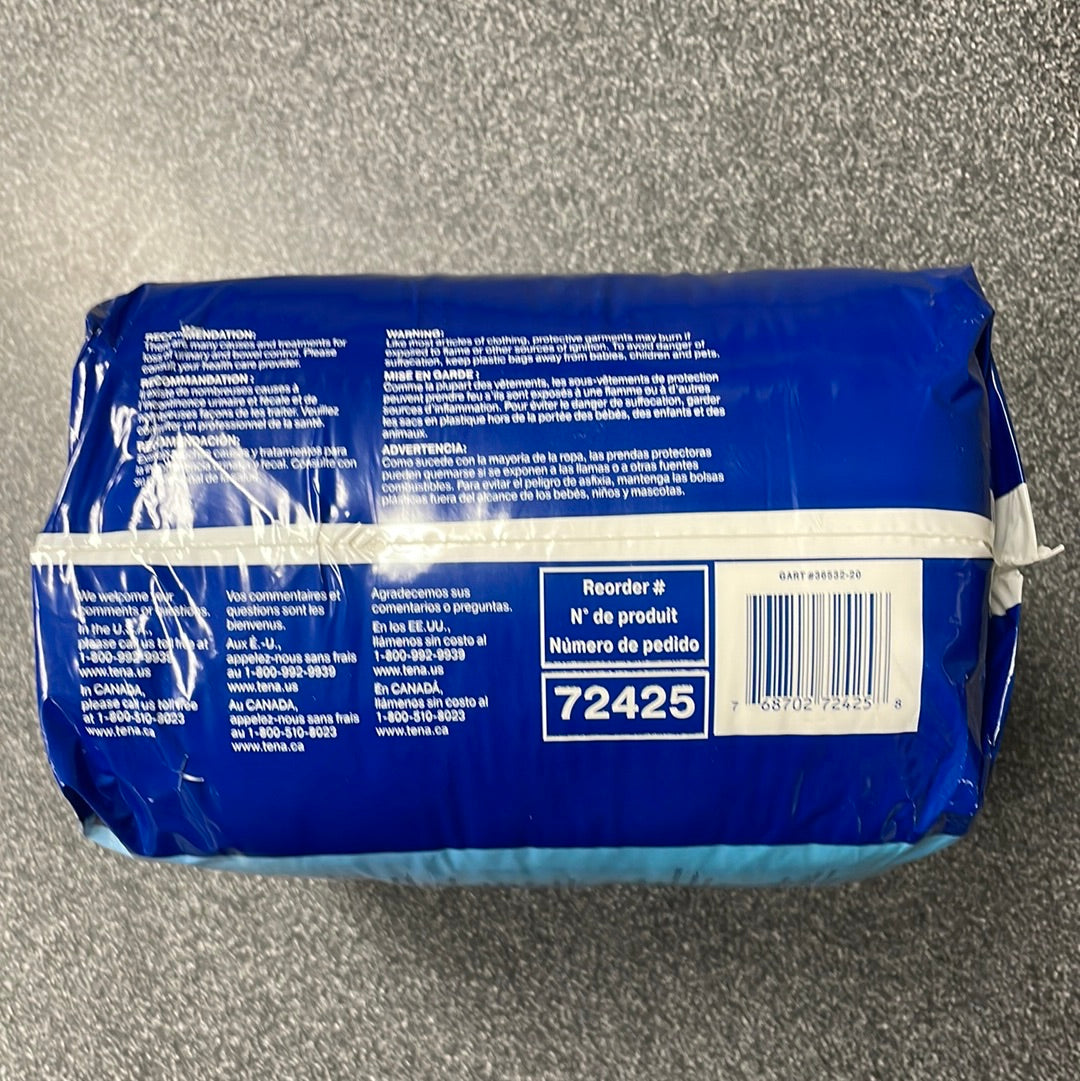 RECOMMENDATION:
There are many causes and treatments for
urinary and bowel control. Please
consult your health care provider.
RECOMMANDATION:
existe de nombreuses causes à
l'incontinence urinaire et fécale et de
nombreuses façons de les traiter. Veuillez
un professionnel de la santé.
RECOMENDACIÓN:
y tratamientos para
fecal. Consulte con
WARNING:
Like most articles of clothing, protective garments may burn if
exposed to flame or other sources of ignition. To avoid danger of
suffocation, keep plastic bags away from babies, children and pets.
MISE EN GARDE :
Comme la plupart des vêtements, les sous-vêtements de protection
peuvent prendre feu s'ils sont exposés à une flamme ou à d'autres
sources d'inflammation. Pour éviter le danger de suffocation, garder
les sacs en plastique hors de la portée des bébés, des enfants et des
animaux.
ADVERTENCIA:
Como sucede con la mayoría de la ropa, las prendas protectoras
pueden quemarse si se exponen a las llamas o a otras fuentes
combustibles. Para evitar el peligro de asfixia, mantenga las bolsas
plásticas fuera del alcance de los bebés, niños y mascotas.
We welcome your
comments or questions.
In the U.S.A.,
please call us toll free at
1-800-992-9939
www.tena.us
In CANADA,
please call us toll free
at 1-800-510-8023
www.tena.ca
Vos commentaires et
questions sont les
bienvenus.
Aux É.-U.,
appelez-nous sans frais
au 1-800-992-9939
www.tena.us
Au CANADA,
appelez-nous sans frais
au 1-800-510-8023
www.tena.ca
Agradecemos sus
comentarios o preguntas.
En los EE.UU.,
llámenos sin costo al
1-800-992-9939
www.tena.us
En CANADÁ,
llámenos sin costo al
1-800-510-8023
www.tena.ca
Reorder #
N° de produit
Número de pedido
72425
GART #36532-20
7 68702 72425 8